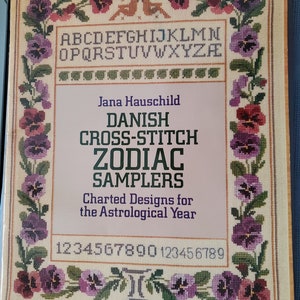 ABCDEFGHIJKLMN
OPQRSTUVWXYZÆ
Jana Hauschild
DANISH
CROSS-STITCH
ZODIAC
SAMPLERS
Charted Designs for
the Astrological Year
1234567890 123456789